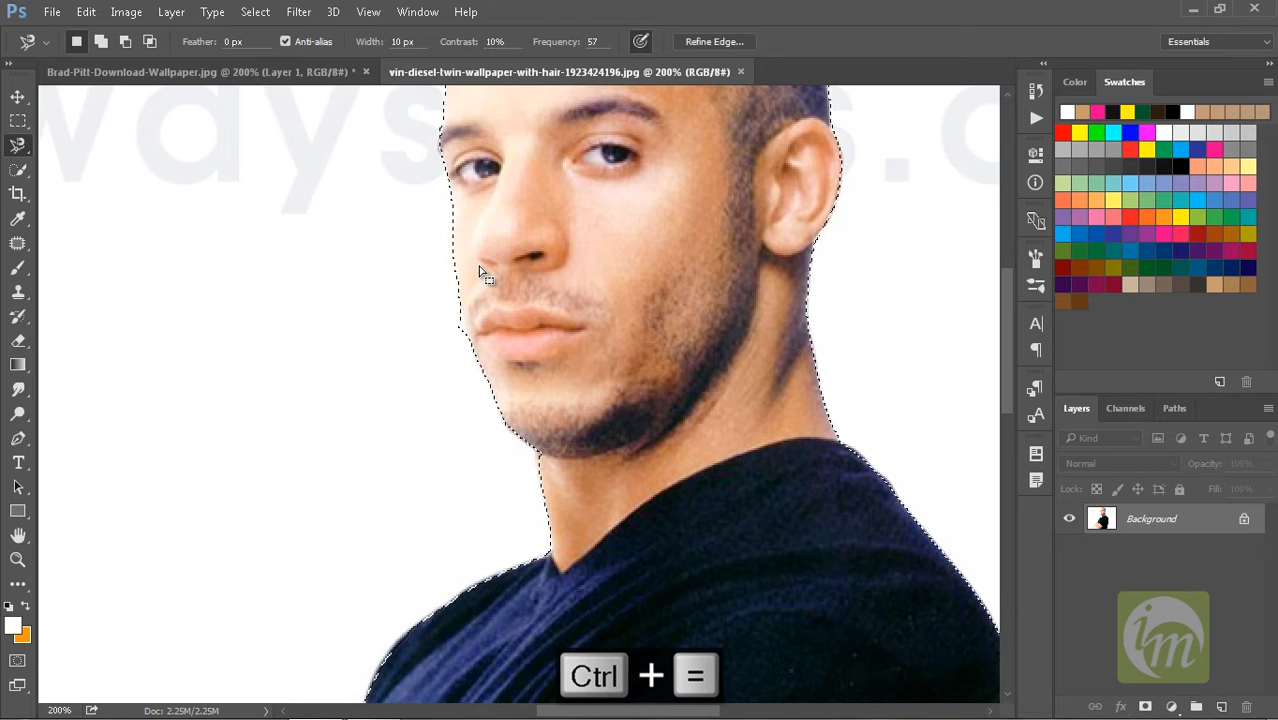 Ps File Edit Image Layer Type Select Filter 3D View Window Help
Feather: 0 px Anti-alias Width: 10 px Contrast: 10% Frequency: 57 Refine Edge... Essentials
Brad-Pitt-Download-Wallpaper.jpg @ 200% (Layer 1, RGB/8#) * × vin-diesel-twin-wallpaper-with-hair-1923424196.jpg @ 200% (RGB/8#) ×
Color Swatches
Layers Channels Paths
Kind
Normal Opacity: 100%
Lock: Fill: 100%
Background
im
Ctrl + =
200% Doc: 2.25M/2.25M